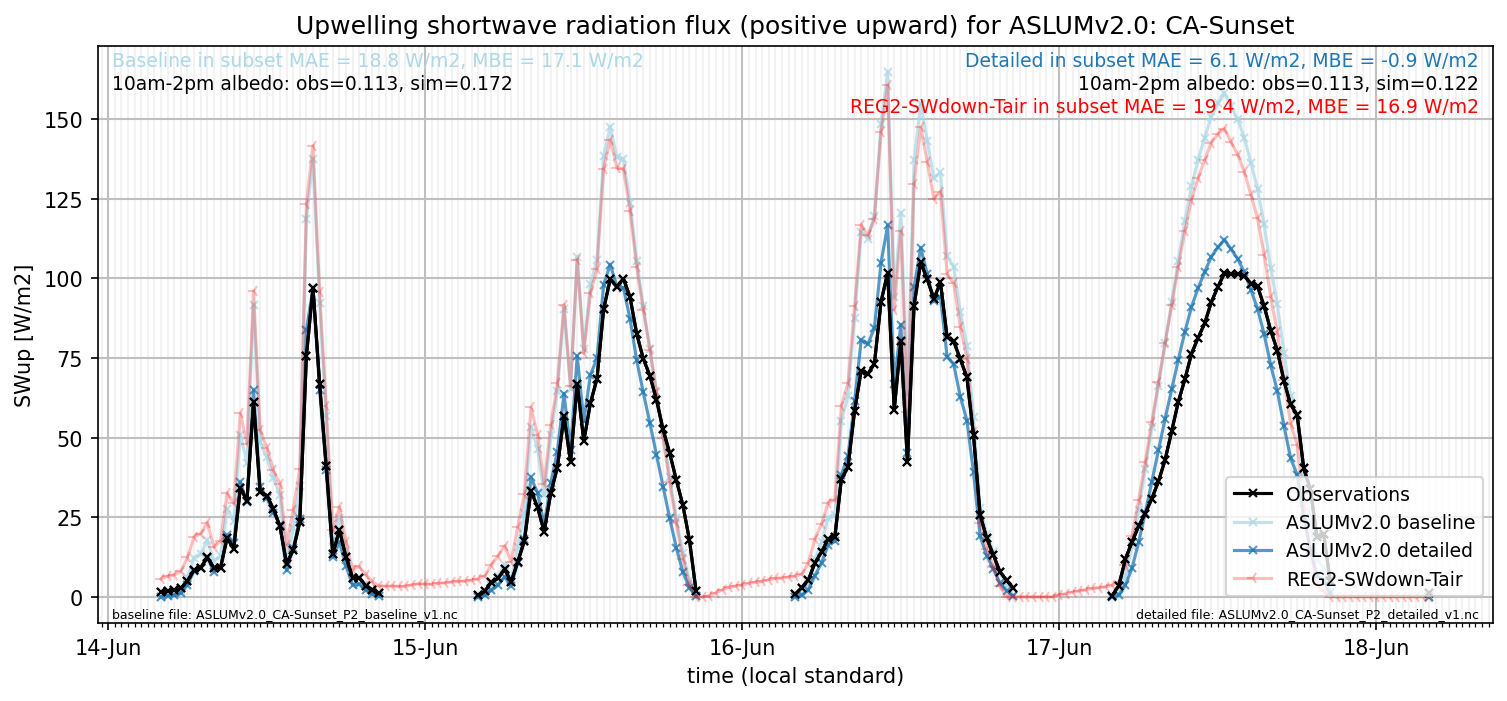 Upwelling shortwave radiation flux (positive upward) for ASLUMv2.0: CA-Sunset
Baseline in subset MAE = 18.8 W/m2, MBE = 17.1 W/m2
10am-2pm albedo: obs=0.113, sim=0.172
Detailed in subset MAE = 6.1 W/m2, MBE = -0.9 W/m2
10am-2pm albedo: obs=0.113, sim=0.122
REG2-SWdown-Tair in subset MAE = 19.4 W/m2, MBE = 16.9 W/m2
SWup [W/m2]
150
125
100
75
50
25
0
Observations
ASLUMv2.0 baseline
ASLUMv2.0 detailed
REG2-SWdown-Tair
baseline file: ASLUMv2.0_CA-Sunset_P2_baseline_v1.nc
detailed file: ASLUMv2.0_CA-Sunset_P2_detailed_v1.nc
14-Jun
15-Jun
16-Jun
17-Jun
18-Jun
time (local standard)